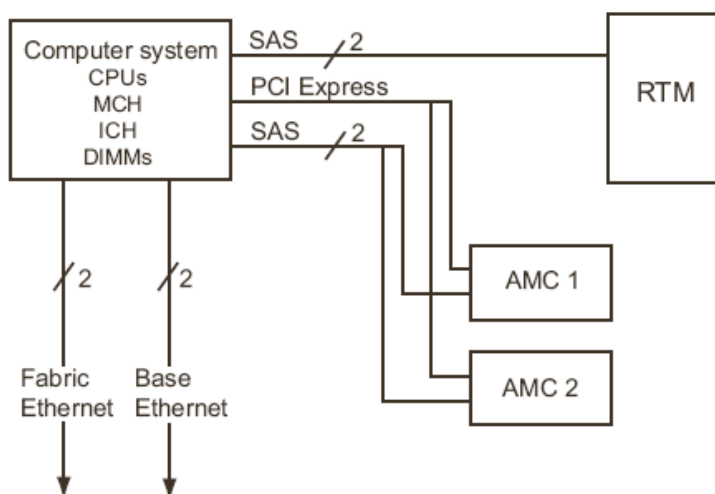 Computer system
CPUs
MCH
ICH
DIMMs
SAS
2
PCI Express
SAS
2
RTM
AMC 1
AMC 2
2
2
Fabric
Ethernet
Base
Ethernet